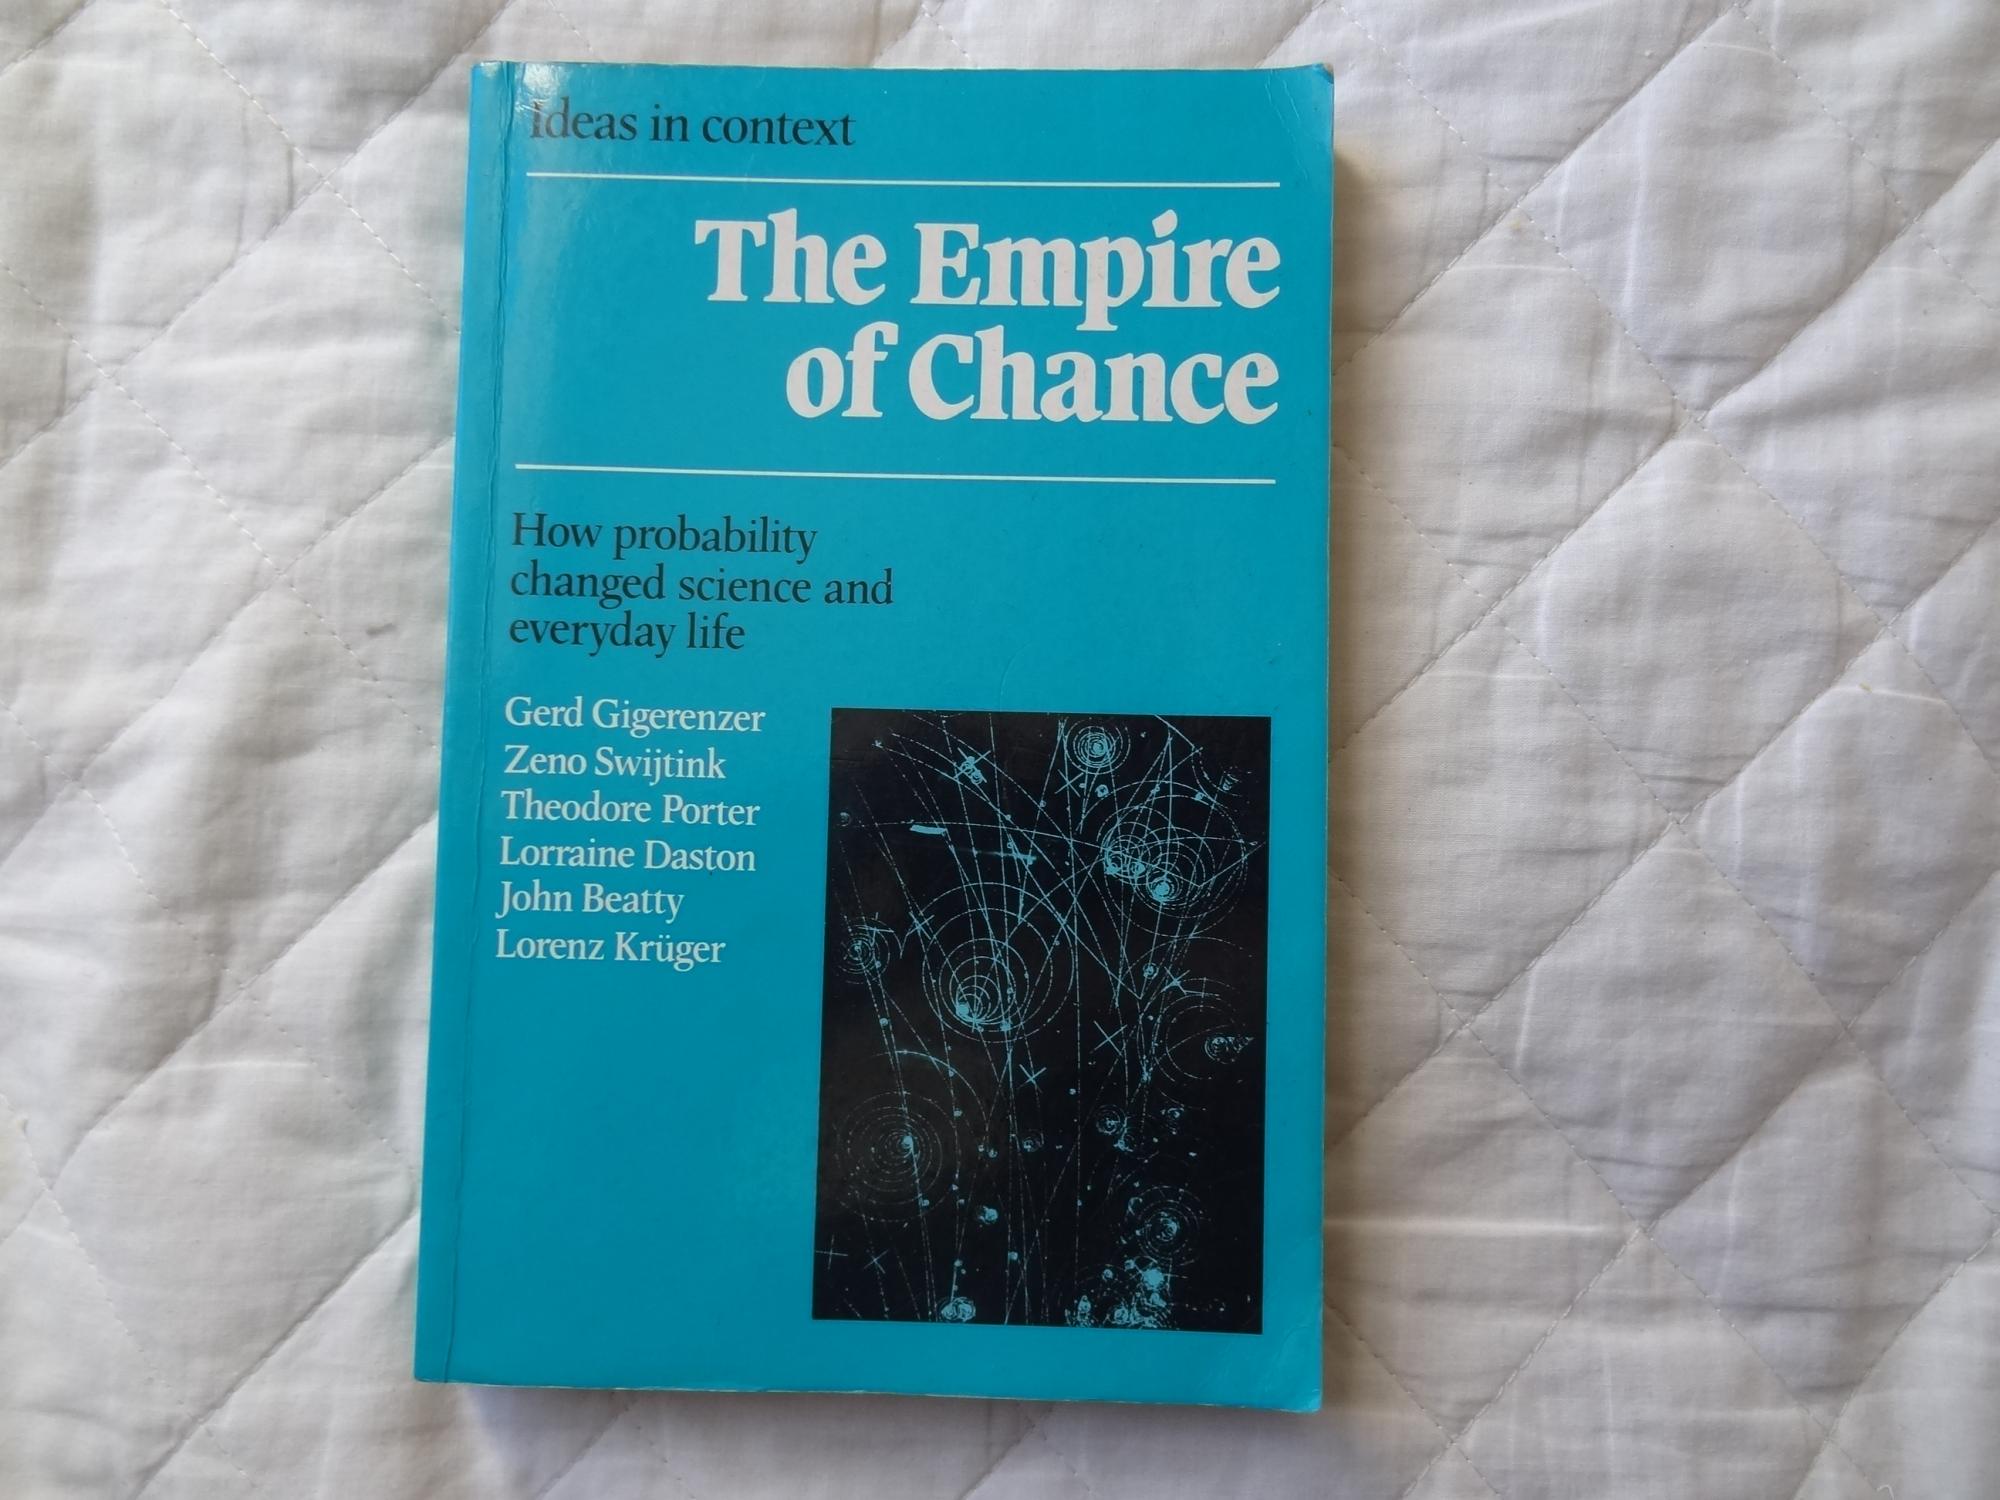 Ideas in context
The Empire
of Chance
How probability
changed science and
everyday life
Gerd Gigerenzer
Zeno Swijtink
Theodore Porter
Lorraine Daston
John Beatty
Lorenz Krüger